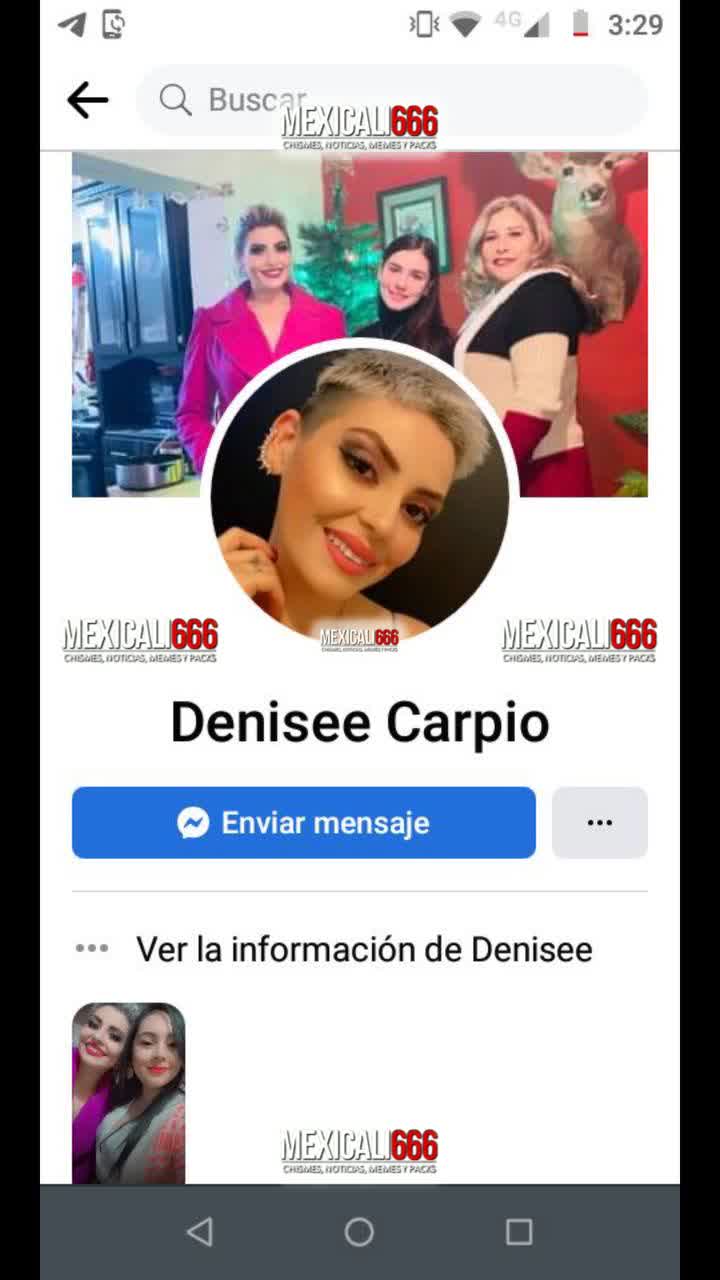 4G 3:29
Buscar
MEXICALI666
CHISMES, NOTICIAS, MEMES Y PACKS
MEXICALI666
CHISMES, NOTICIAS, MEMES Y PACKS
MEXICALI666
CHISMES, NOTICIAS, MEMES Y PACKS
MEXICALI666
CHISMES, NOTICIAS, MEMES Y PACKS
Denisee Carpio
Enviar mensaje
Ver la información de Denisee
MEXICALI666
CHISMES, NOTICIAS, MEMES Y PACKS